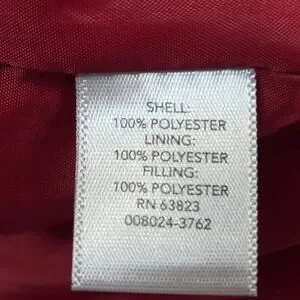 SHELL:
100% POLYESTER
LINING:
100% POLYESTER
FILLING:
100% POLYESTER
RN 63823
008024-3762